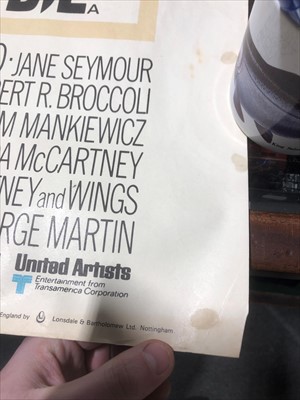 A
· JANE SEYMOUR
ERT R. BROCCOLI
M MANKIEWICZ
A McCARTNEY
NEY and WINGS
RGE MARTIN
United Artists
Entertainment from
Transamerica Corporation
England by Lonsdale & Bartholomew Ltd. Nottingham